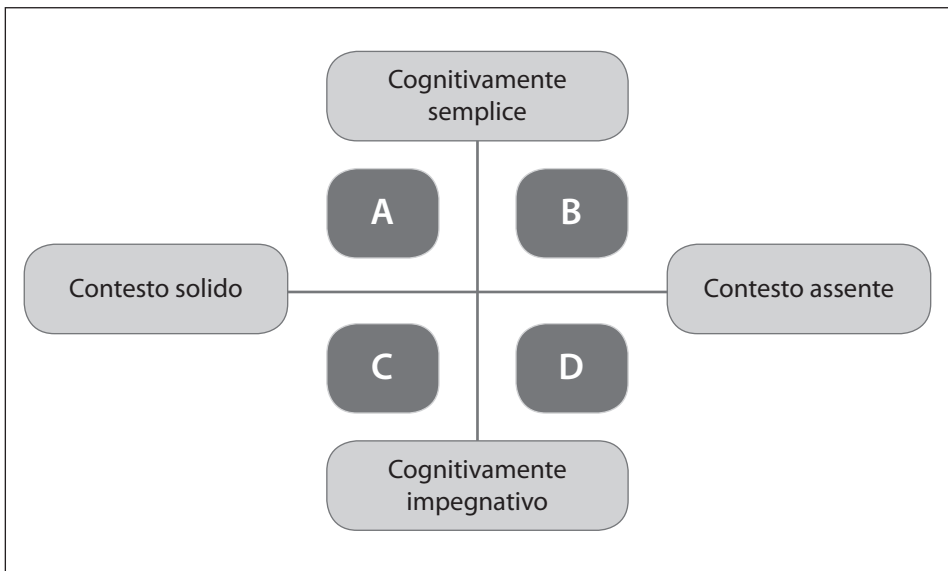 Cognitivamente
semplice
A
B
Contesto solido
Contesto assente
C
D
Cognitivamente
impegnativo